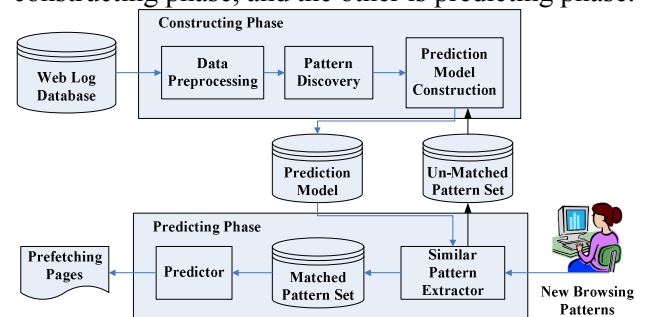 constructing phase, and the other is predicting phase.
Constructing Phase
Web Log
Database
Data
Preprocessing
Pattern
Discovery
Prediction
Model
Construction
Prediction
Model
Un-Matched
Pattern Set
Predicting Phase
Prefetching
Pages
Predictor
Matched
Pattern Set
Similar
Pattern
Extractor
New Browsing
Patterns